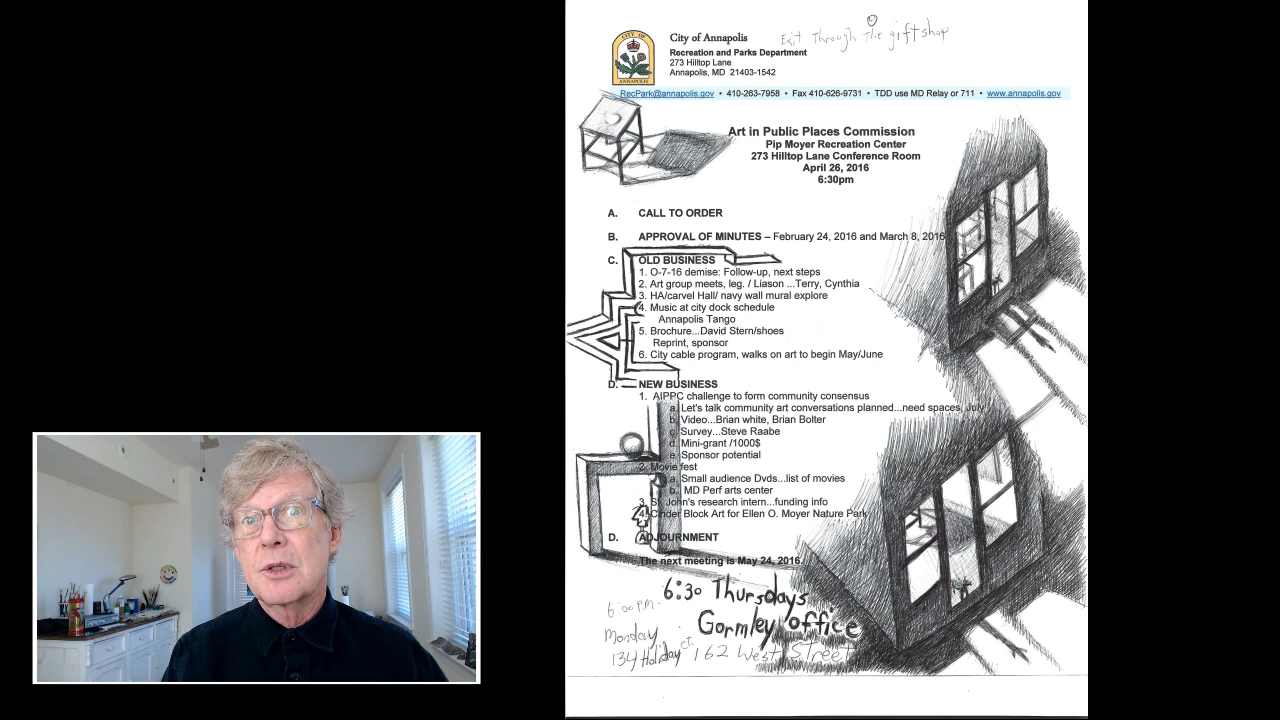 Exit Through The giftshop
CITY OF
ANNAPOLIS
City of Annapolis
Recreation and Parks Department
273 Hilltop Lane
Annapolis, MD 21403-1542
RecPark@annapolis.gov • 410-263-7958 • Fax 410-626-9731 • TDD use MD Relay or 711 • www.annapolis.gov
Art in Public Places Commission
Pip Moyer Recreation Center
273 Hilltop Lane Conference Room
April 26, 2016
6:30pm
A. CALL TO ORDER
B. APPROVAL OF MINUTES – February 24, 2016 and March 8, 2016
C. OLD BUSINESS
1. O-7-16 demise: Follow-up, next steps
2. Art group meets, leg. / Liason ...Terry, Cynthia
3. HA/carvel Hall/ navy wall mural explore
4. Music at city dock schedule
Annapolis Tango
5. Brochure...David Stern/shoes
Reprint, sponsor
6. City cable program, walks on art to begin May/June
D. NEW BUSINESS
1. AIPPC challenge to form community consensus
a. Let's talk community art conversations planned...need spaces, July
b. Video...Brian white, Brian Bolter
c. Survey...Steve Raabe
d. Mini-grant /1000$
e. Sponsor potential
2. Movie fest
a. Small audience Dvds...list of movies
b. MD Perf arts center
3. St. John's research intern...funding info
4. Cinder Block Art for Ellen O. Moyer Nature Park
D. ADJOURNMENT
The next meeting is May 24, 2016.
6:30 Thursdays
6:00 P.M.
Gormley office
Monday
134 Holiday ct. 162 West Street